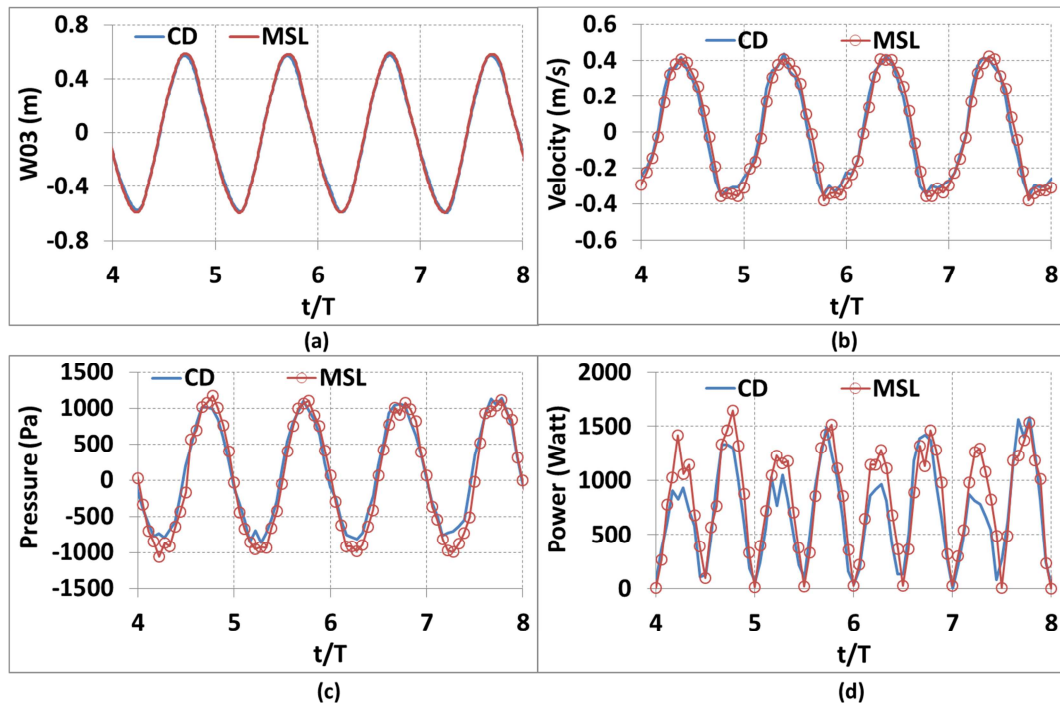 CD MSL
W03 (m)
0.8
0.4
0
-0.4
-0.8
4 5 6 7 8
t/T
(a)
CD MSL
Velocity (m/s)
0.6
0.4
0.2
0
-0.2
-0.4
-0.6
4 5 6 7 8
t/T
(b)
CD MSL
Pressure (Pa)
1500
1000
500
0
-500
-1000
-1500
4 5 6 7 8
t/T
(c)
CD MSL
Power (Watt)
2000
1500
1000
500
0
4 5 6 7 8
t/T
(d)